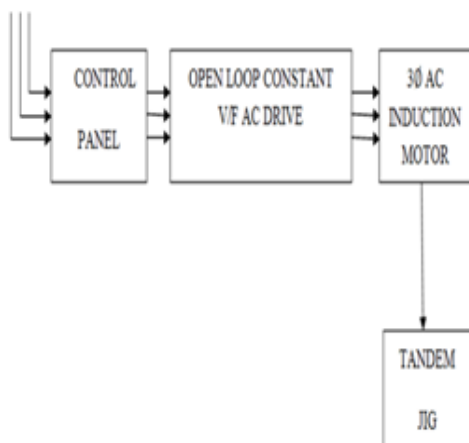 CONTROL
PANEL
OPEN LOOP CONSTANT
V/F AC DRIVE
3Ø AC
INDUCTION
MOTOR
TANDEM
JIG